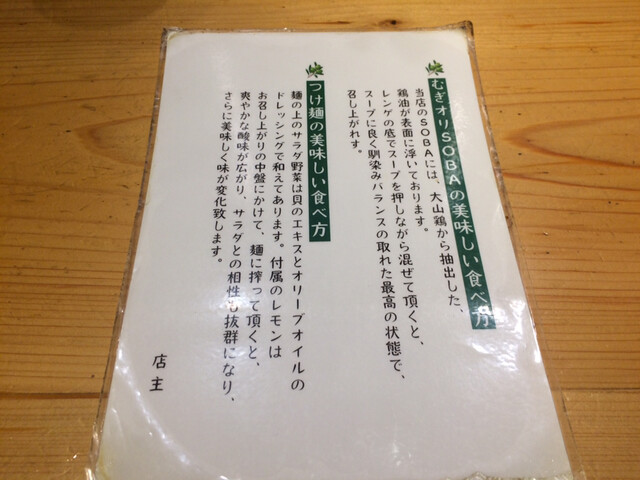 むぎオリSOBAの美味しい食べ方
当店のSOBAには、大山鶏から抽出した、
鶏油が表面に浮いております。
レンゲの底でスープを押しながら混ぜて頂くと、
スープに良く馴染みバランスの取れた最高の状態で、
召し上がれす。
つけ麺の美味しい食べ方
麺の上のサラダ野菜は貝のエキスとオリーブオイルの
ドレッシングで和えてあります。付属のレモンは
お召し上がりの中盤にかけて、麺に搾って頂くと、
爽やかな酸味が広がり、サラダとの相性も抜群になり、
さらに美味しく味が変化致します。
店主